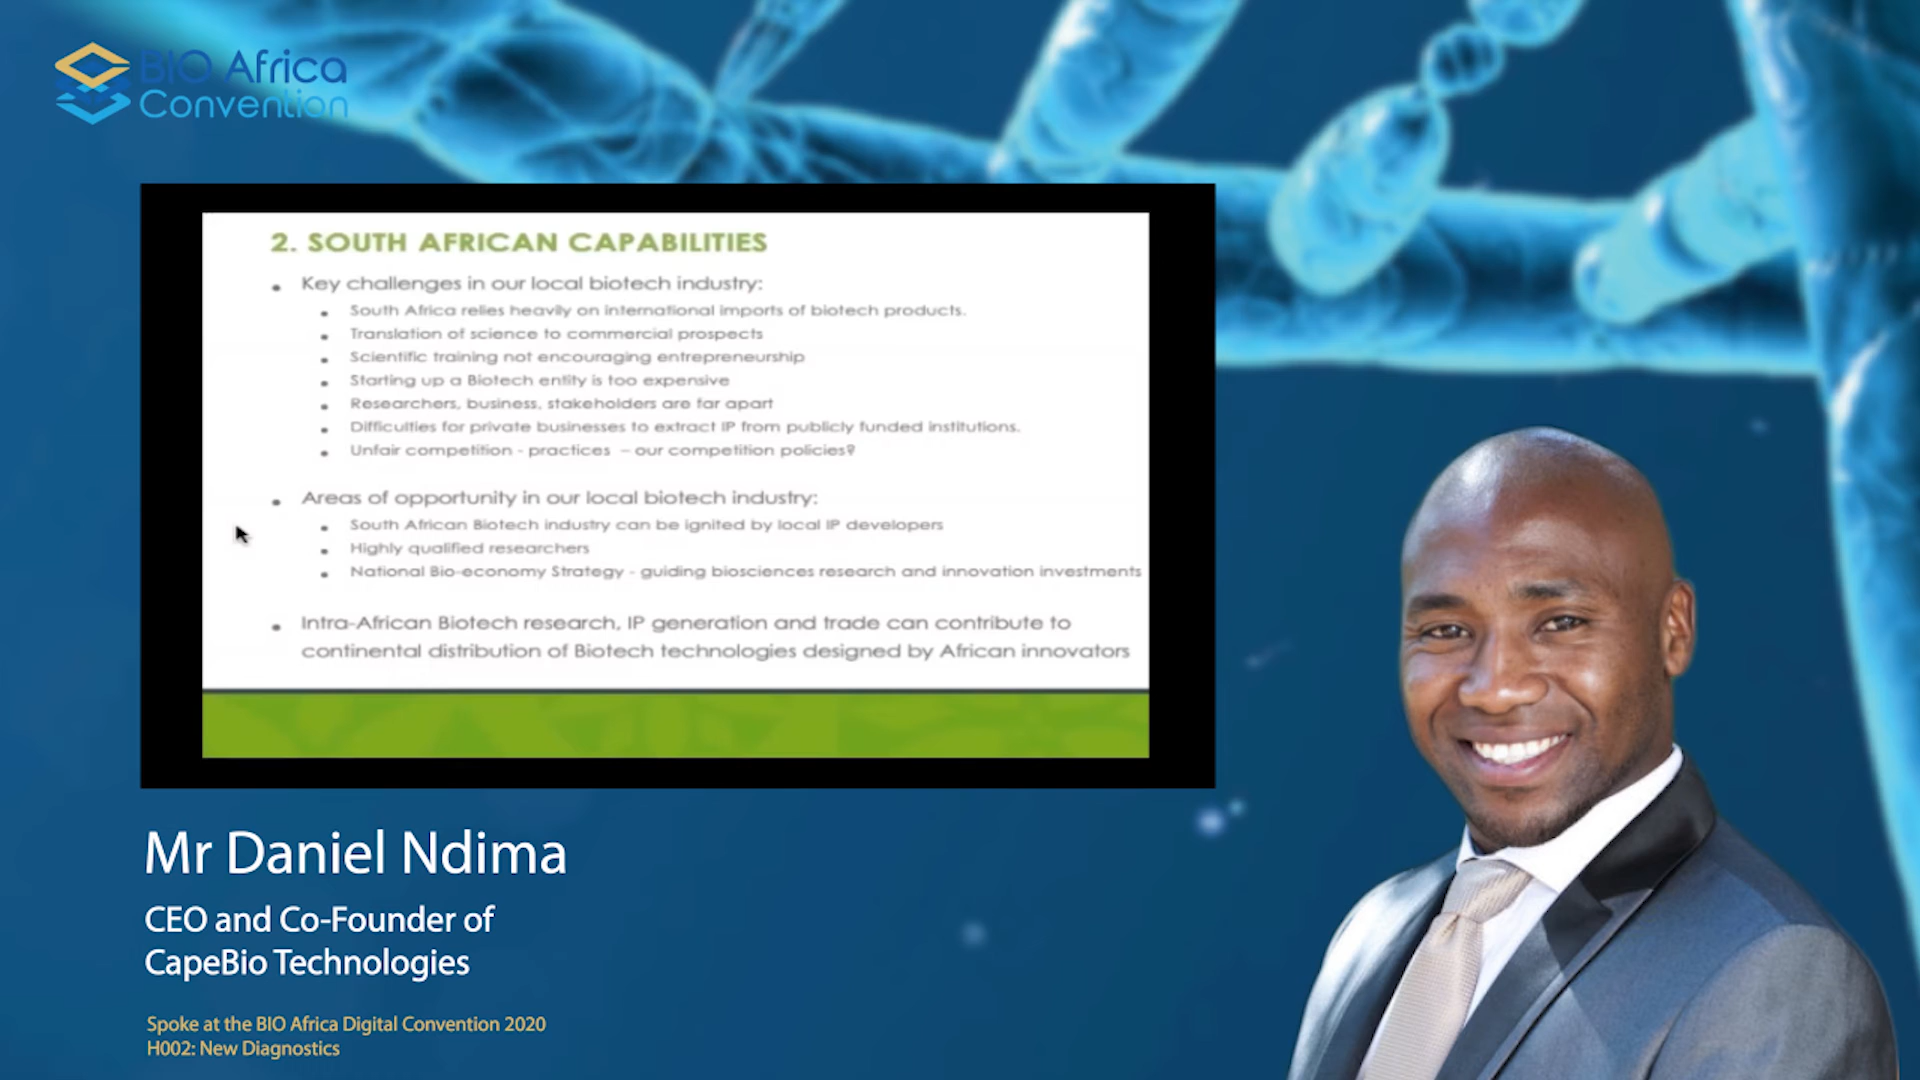 BIO Africa
Convention
2. SOUTH AFRICAN CAPABILITIES
• Key challenges in our local biotech industry:
• South Africa relies heavily on international imports of biotech products.
• Translation of science to commercial prospects
• Scientific training not encouraging entrepreneurship
• Starting up a Biotech entity is too expensive
• Researchers, business, stakeholders are far apart
• Difficulties for private businesses to extract IP from publicly funded institutions.
• Unfair competition - practices – our competition policies?
• Areas of opportunity in our local biotech industry:
• South African Biotech industry can be ignited by local IP developers
• Highly qualified researchers
• National Bio-economy Strategy - guiding biosciences research and innovation investments
• Intra-African Biotech research, IP generation and trade can contribute to
continental distribution of Biotech technologies designed by African innovators
Mr Daniel Ndima
CEO and Co-Founder of
CapeBio Technologies
Spoke at the BIO Africa Digital Convention 2020
H002: New Diagnostics